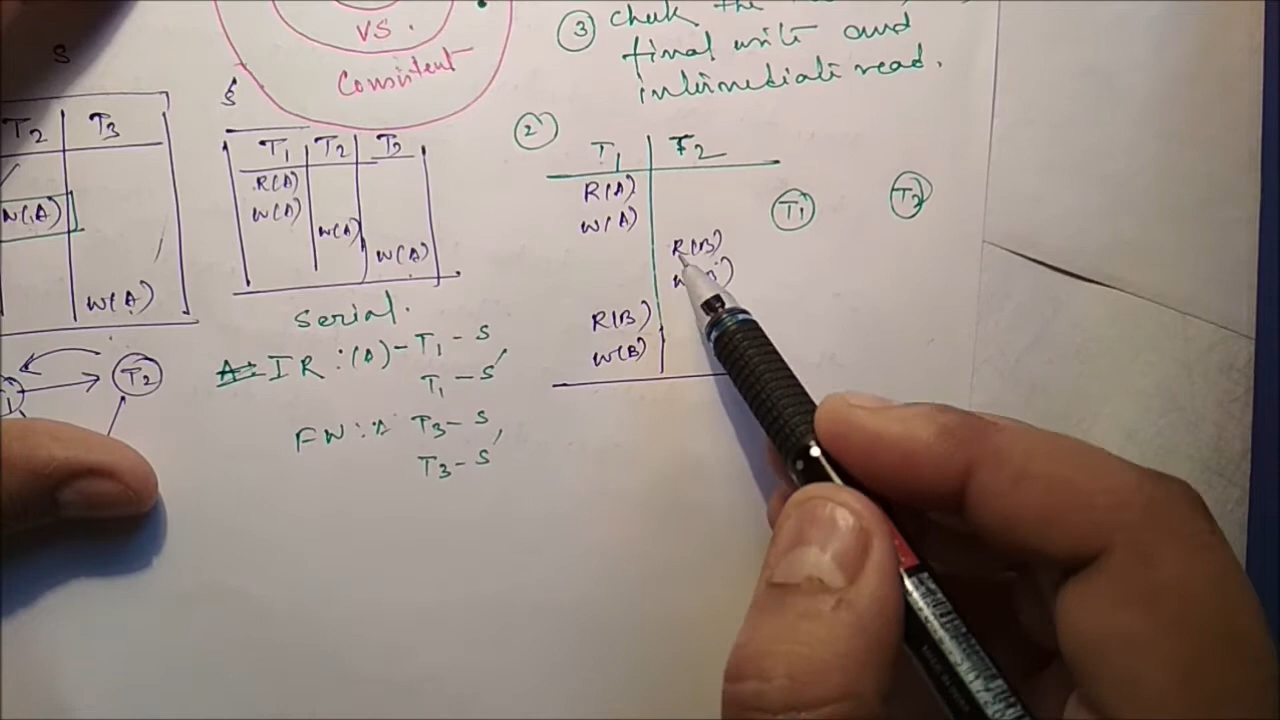 S
VS.
Consistent
③ Check the
final write and
intermediate read.
T2 T3
W(A)
W(A)
T1 T2 T3
R(A)
W(A)
W(A)
W(A)
Serial.
IR : (A) - T1 - S
T1 - S'
FW : A T3 - S
T3 - S'
T2
②
T1 T2
R(A)
W(A)
R(B)
R(B)
W(B)
T1 T2